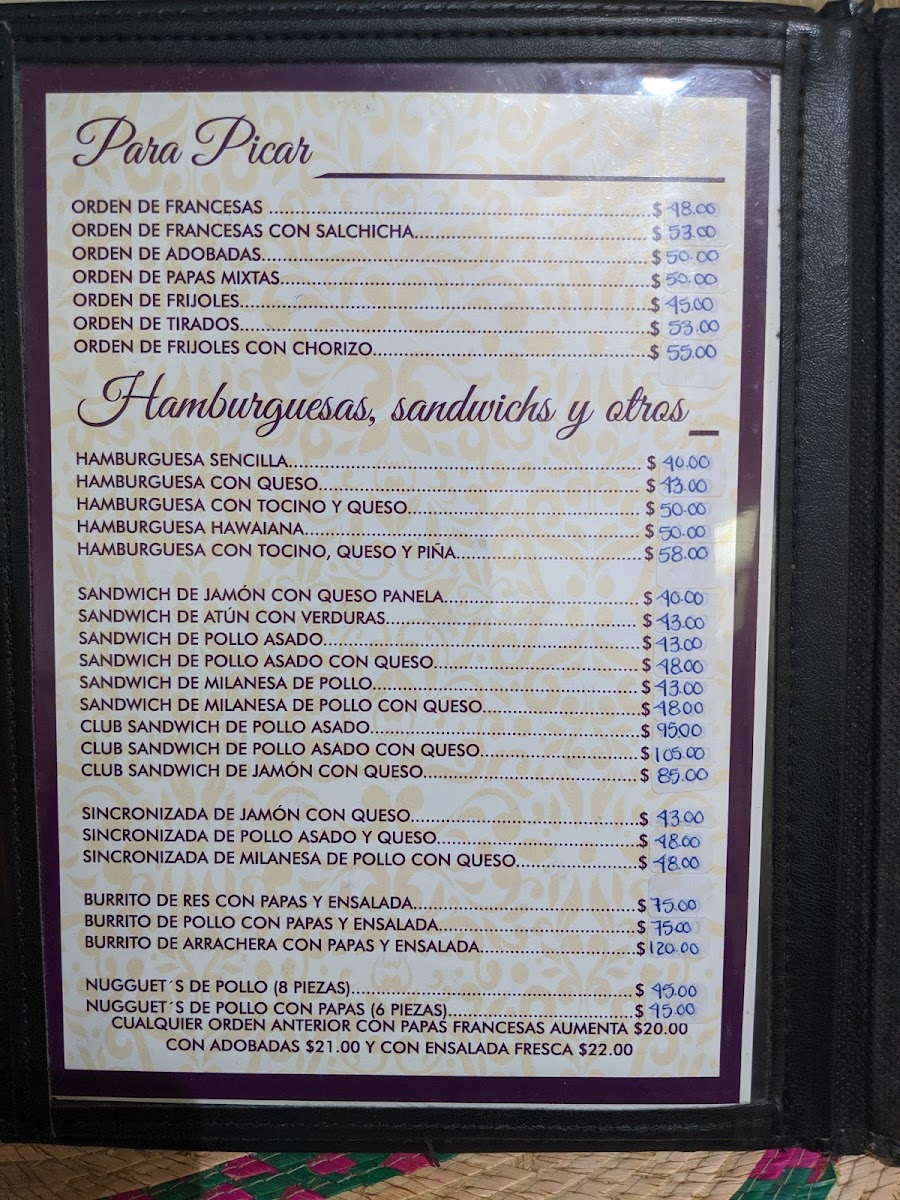 Para Picar
ORDEN DE FRANCESAS ........ $ 48.00
ORDEN DE FRANCESAS CON SALCHICHA........ $ 53.00
ORDEN DE ADOBADAS........ $ 50.00
ORDEN DE PAPAS MIXTAS........ $ 50.00
ORDEN DE FRIJOLES........ $ 45.00
ORDEN DE TIRADOS........ $ 53.00
ORDEN DE FRIJOLES CON CHORIZO........ $ 55.00
Hamburguesas, sandwichs y otros
HAMBURGUESA SENCILLA........ $ 40.00
HAMBURGUESA CON QUESO........ $ 43.00
HAMBURGUESA CON TOCINO Y QUESO........ $ 50.00
HAMBURGUESA HAWAIANA........ $ 50.00
HAMBURGUESA CON TOCINO, QUESO Y PIÑA........ $ 58.00
SANDWICH DE JAMÓN CON QUESO PANELA........ $ 40.00
SANDWICH DE ATÚN CON VERDURAS........ $ 43.00
SANDWICH DE POLLO ASADO........ $ 43.00
SANDWICH DE POLLO ASADO CON QUESO........ $ 48.00
SANDWICH DE MILANESA DE POLLO........ $ 43.00
SANDWICH DE MILANESA DE POLLO CON QUESO........ $ 48.00
CLUB SANDWICH DE POLLO ASADO........ $ 95.00
CLUB SANDWICH DE POLLO ASADO CON QUESO........ $ 105.00
CLUB SANDWICH DE JAMÓN CON QUESO........ $ 85.00
SINCRONIZADA DE JAMÓN CON QUESO........ $ 43.00
SINCRONIZADA DE POLLO ASADO Y QUESO........ $ 48.00
SINCRONIZADA DE MILANESA DE POLLO CON QUESO........ $ 48.00
BURRITO DE RES CON PAPAS Y ENSALADA........ $ 75.00
BURRITO DE POLLO CON PAPAS Y ENSALADA........ $ 75.00
BURRITO DE ARRACHERA CON PAPAS Y ENSALADA........ $ 120.00
NUGGUET´S DE POLLO (8 PIEZAS)........ $ 45.00
NUGGUET´S DE POLLO CON PAPAS (6 PIEZAS)........ $ 45.00
CUALQUIER ORDEN ANTERIOR CON PAPAS FRANCESAS AUMENTA $20.00
CON ADOBADAS $21.00 Y CON ENSALADA FRESCA $22.00